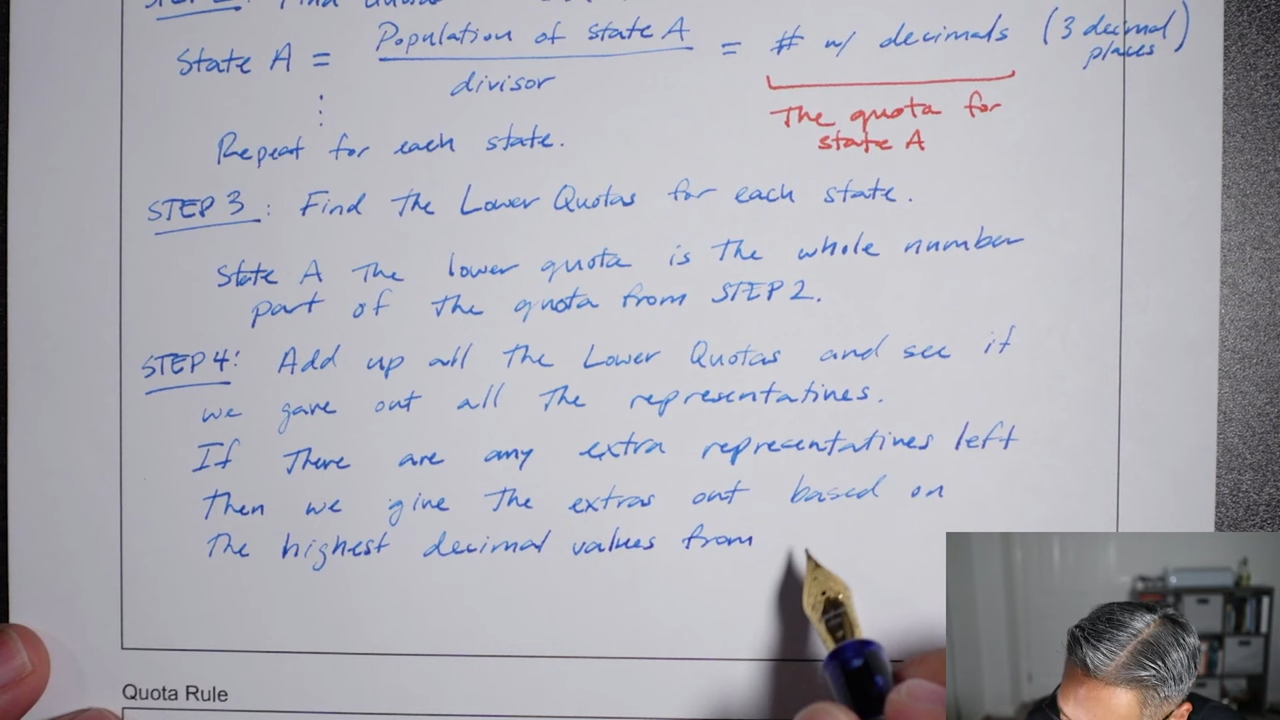 STEP 2: Find Quotas
State A = Population of state A / divisor = # w/ decimals (3 decimal places)
The quota for
state A
Repeat for each state.
STEP 3: Find the Lower Quotas for each state.
State A The lower quota is the whole number
part of the quota from STEP 2.
STEP 4: Add up all the Lower Quotas and see if
we gave out all the representatives.
If there are any extra representatives left
Then we give the extras out based on
The highest decimal values from
Quota Rule